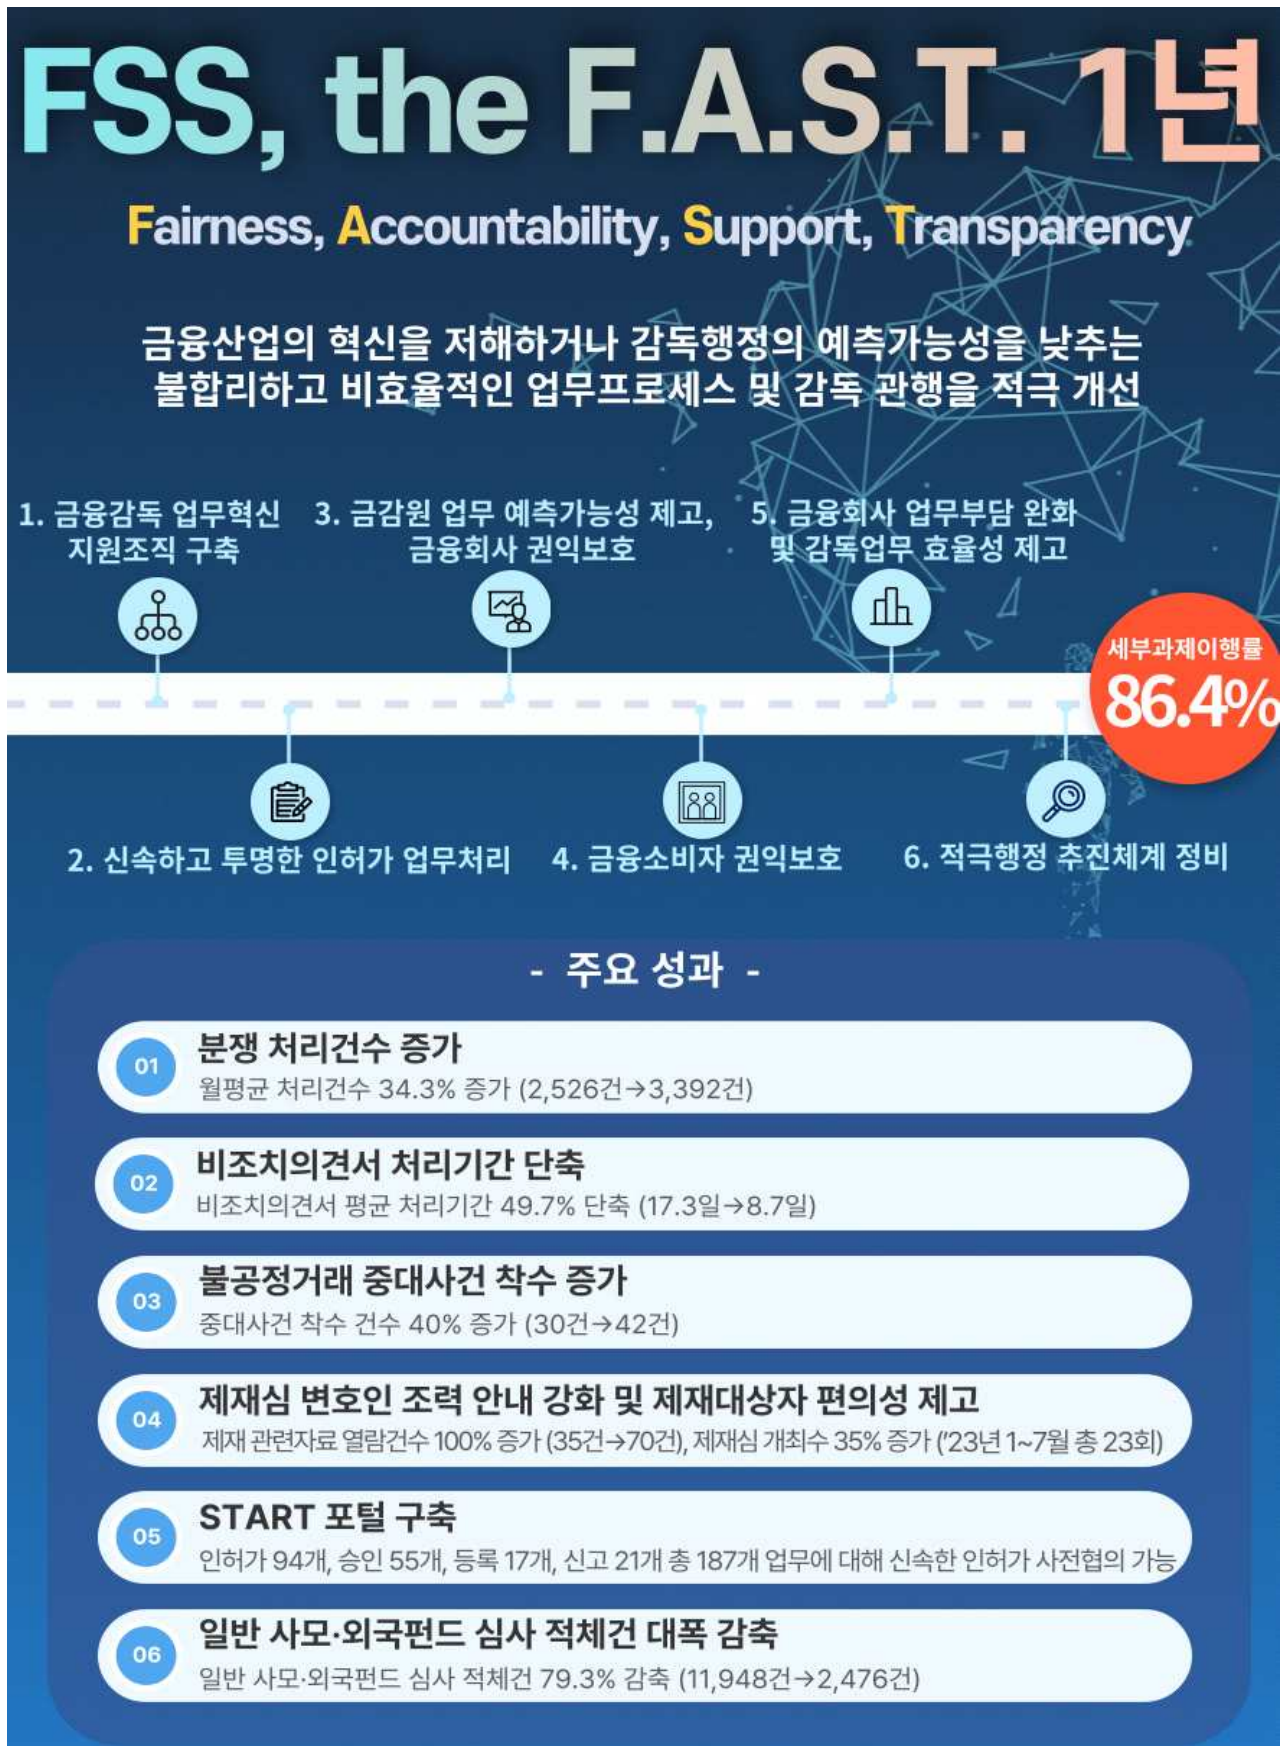 FSS, the F.A.S.T. 1년
Fairness, Accountability, Support, Transparency
금융산업의 혁신을 저해하거나 감독행정의 예측가능성을 낮추는
불합리하고 비효율적인 업무프로세스 및 감독 관행을 적극 개선
1. 금융감독 업무혁신
지원조직 구축
3. 금감원 업무 예측가능성 제고,
금융회사 권익보호
5. 금융회사 업무부담 완화
및 감독업무 효율성 제고
세부과제이행률
86.4%
2. 신속하고 투명한 인허가 업무처리
4. 금융소비자 권익보호
6. 적극행정 추진체계 정비
- 주요 성과 -
01
분쟁 처리건수 증가
월평균 처리건수 34.3% 증가 (2,526건→3,392건)
02
비조치의견서 처리기간 단축
비조치의견서 평균 처리기간 49.7% 단축 (17.3일→8.7일)
03
불공정거래 중대사건 착수 증가
중대사건 착수 건수 40% 증가 (30건→42건)
04
제재심 변호인 조력 안내 강화 및 제재대상자 편의성 제고
제재 관련자료 열람건수 100% 증가 (35건→70건), 제재심 개최수 35% 증가 ('23년 1~7월 총 23회)
05
START 포털 구축
인허가 94개, 승인 55개, 등록 17개, 신고 21개 총 187개 업무에 대해 신속한 인허가 사전협의 가능
06
일반 사모·외국펀드 심사 적체건 대폭 감축
일반 사모·외국펀드 심사 적체건 79.3% 감축 (11,948건→2,476건)